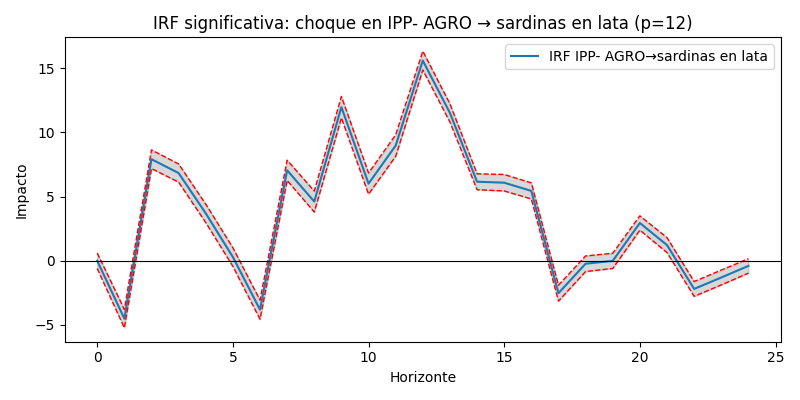 IRF significativa: choque en IPP- AGRO → sardinas en lata (p=12)
IRF IPP- AGRO→sardinas en lata
Impacto
15
10
5
0
−5
0 5 10 15 20 25
Horizonte